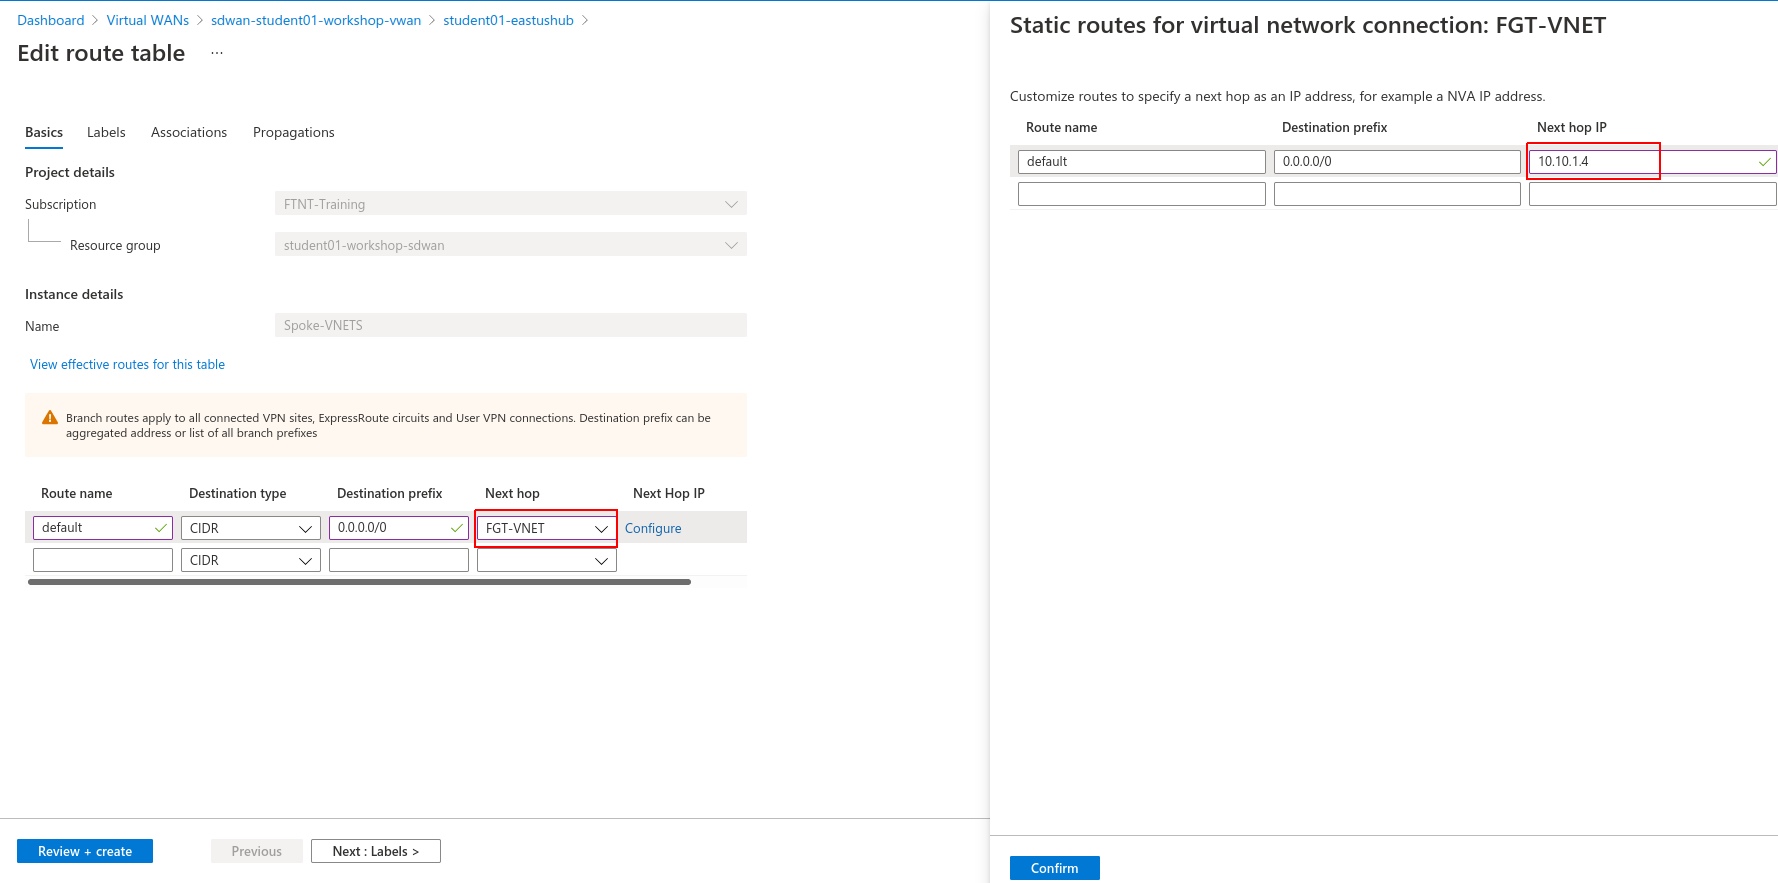 Dashboard > Virtual WANs > sdwan-student01-workshop-vwan > student01-eastushub >
Edit route table ...
Basics Labels Associations Propagations
Project details
Subscription FTNT-Training
Resource group student01-workshop-sdwan
Instance details
Name Spoke-VNETS
View effective routes for this table
Branch routes apply to all connected VPN sites, ExpressRoute circuits and User VPN connections. Destination prefix can be
aggregated address or list of all branch prefixes
Route name Destination type Destination prefix Next hop Next Hop IP
default CIDR 0.0.0.0/0 FGT-VNET Configure
CIDR
Review + create Previous Next : Labels >
Static routes for virtual network connection: FGT-VNET
Customize routes to specify a next hop as an IP address, for example a NVA IP address.
Route name Destination prefix Next hop IP
default 0.0.0.0/0 10.10.1.4
Confirm